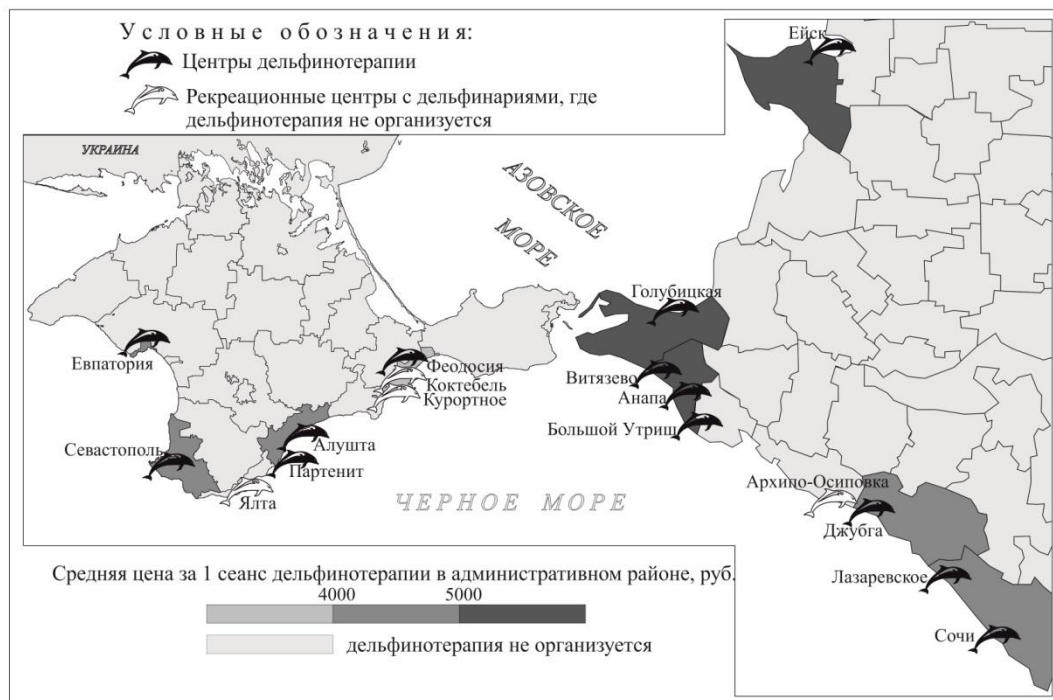 Условные обозначения:
Центры дельфинотерапии
Рекреационные центры с дельфинариями, где
дельфинотерапия не организуется
УКРАИНА
АЗОВСКОЕ
МОРЕ
Ейск
Голубицкая
Витязево
Анапа
Большой Утриш
Евпатория
Феодосия
Коктебель
Курортное
Севастополь
Алушта
Партенит
Ялта
ЧЕРНОЕ МОРЕ
Архипо-Осиповка
Джубга
Лазаревское
Сочи
Средняя цена за 1 сеанс дельфинотерапии в административном районе, руб.
4000 5000
дельфинотерапия не организуется